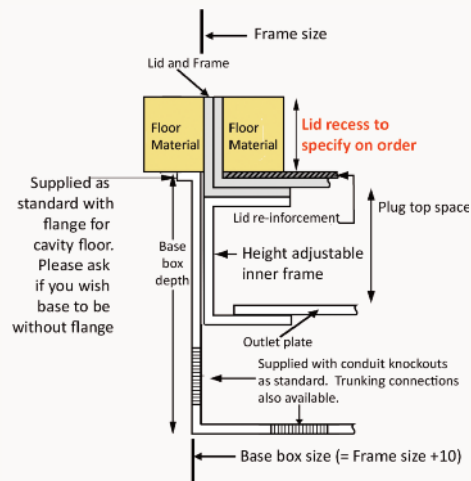 Frame size
Lid and Frame
Floor
Material
Floor
Material
Lid recess to
specify on order
Supplied as
standard with
flange for
cavity floor.
Please ask
if you wish
base to be
without flange
Base
box
depth
Lid re-inforcement
Plug top space
Height adjustable
inner frame
Outlet plate
Supplied with conduit knockouts
as standard. Trunking connections
also available.
Base box size (= Frame size +10)